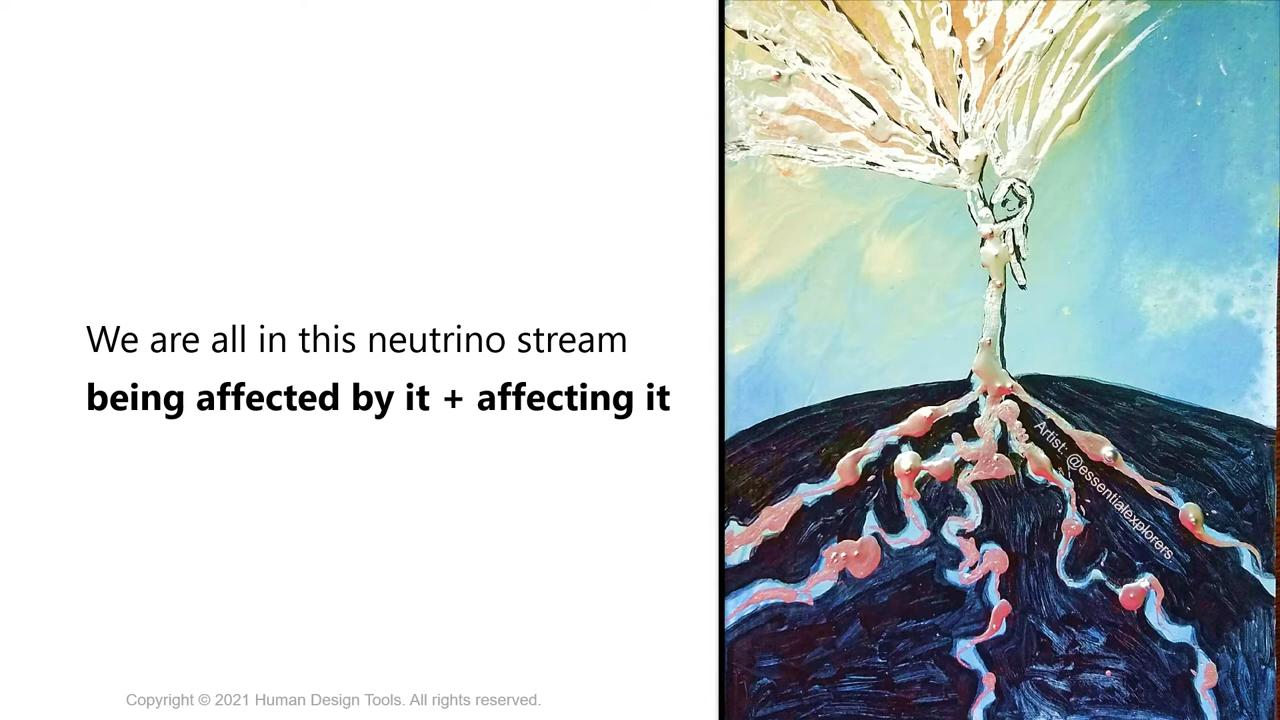 We are all in this neutrino stream
being affected by it + affecting it
Artist: @essentialexplorers
Copyright © 2021 Human Design Tools. All rights reserved.